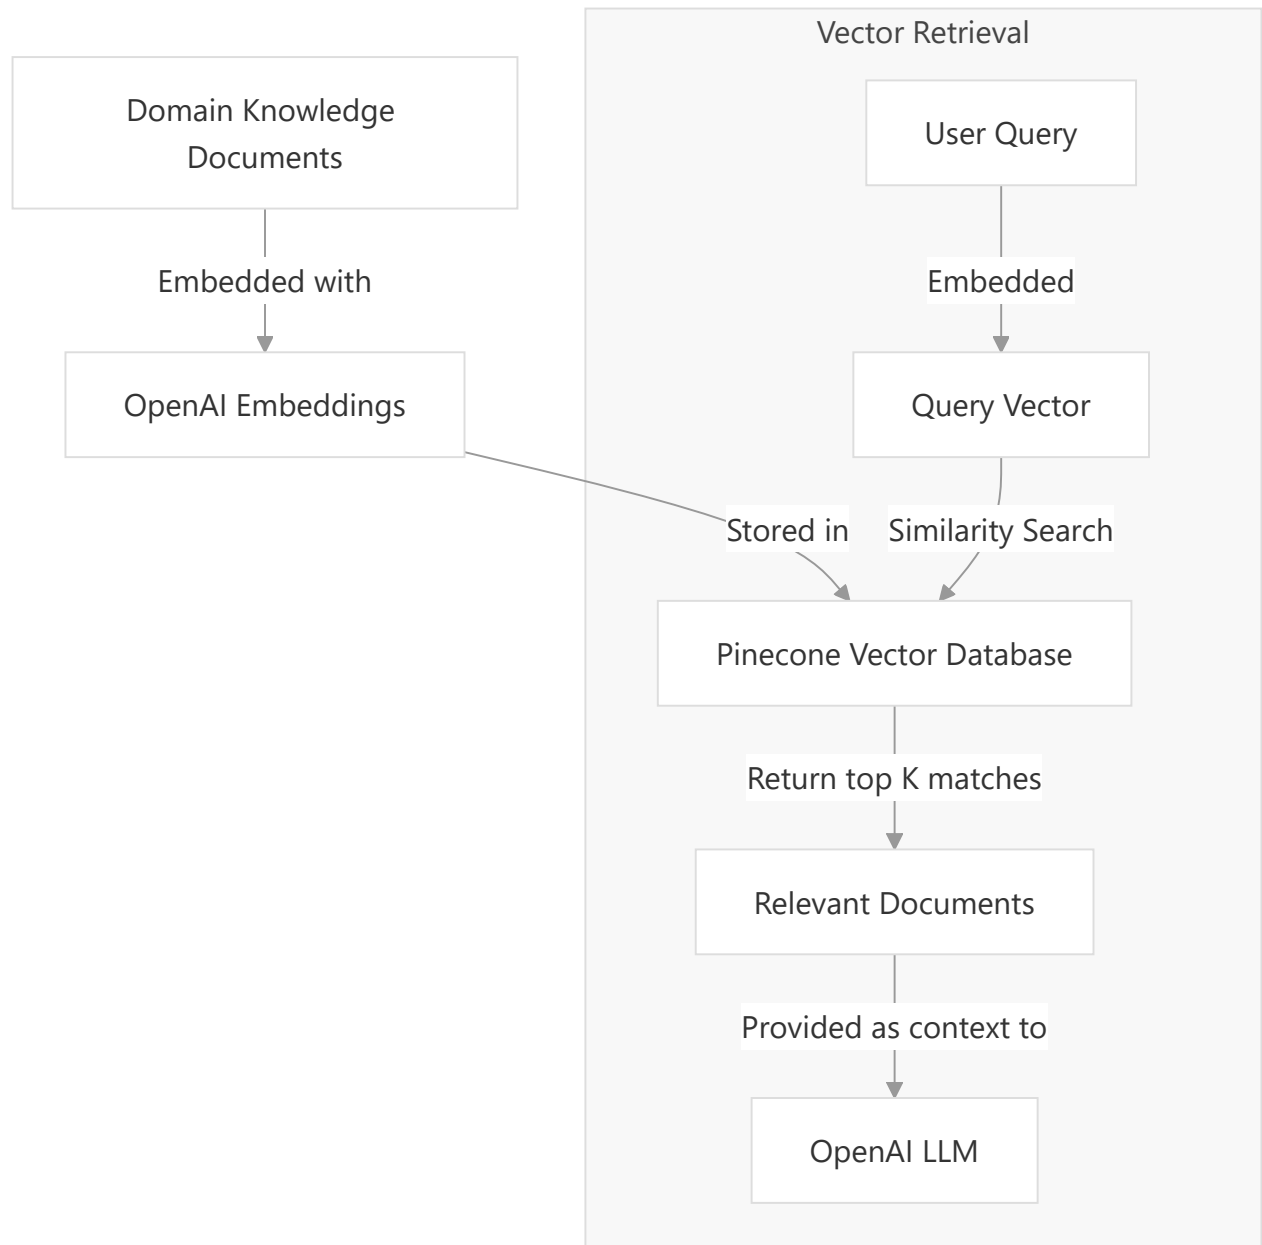 Vector Retrieval
Domain Knowledge
Documents
User Query
Embedded with
Embedded
OpenAI Embeddings
Query Vector
Stored in
Similarity Search
Pinecone Vector Database
Return top K matches
Relevant Documents
Provided as context to
OpenAI LLM